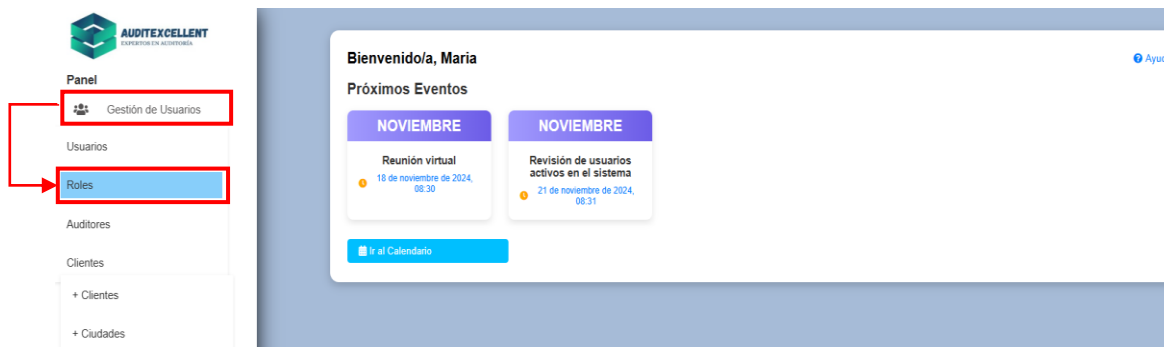 AUDITEXCELLENT
EXPERTOS EN AUDITORÍA
Panel
Gestión de Usuarios
Usuarios
Roles
Auditores
Clientes
+ Clientes
+ Ciudades
Bienvenido/a, Maria
Próximos Eventos
NOVIEMBRE
Reunión virtual
18 de noviembre de 2024,
08:30
NOVIEMBRE
Revisión de usuarios
activos en el sistema
21 de noviembre de 2024,
08:31
Ir al Calendario